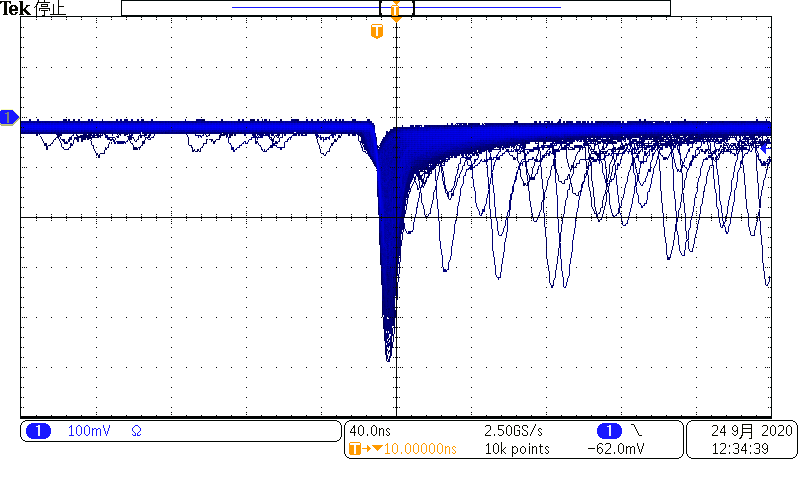 Tek 停止
T
T
1
1 100mV Ω
40.0ns 2.50GS/s 1
T→▼10.00000ns 10k points −62.0mV
24 9月 2020
12:34:39